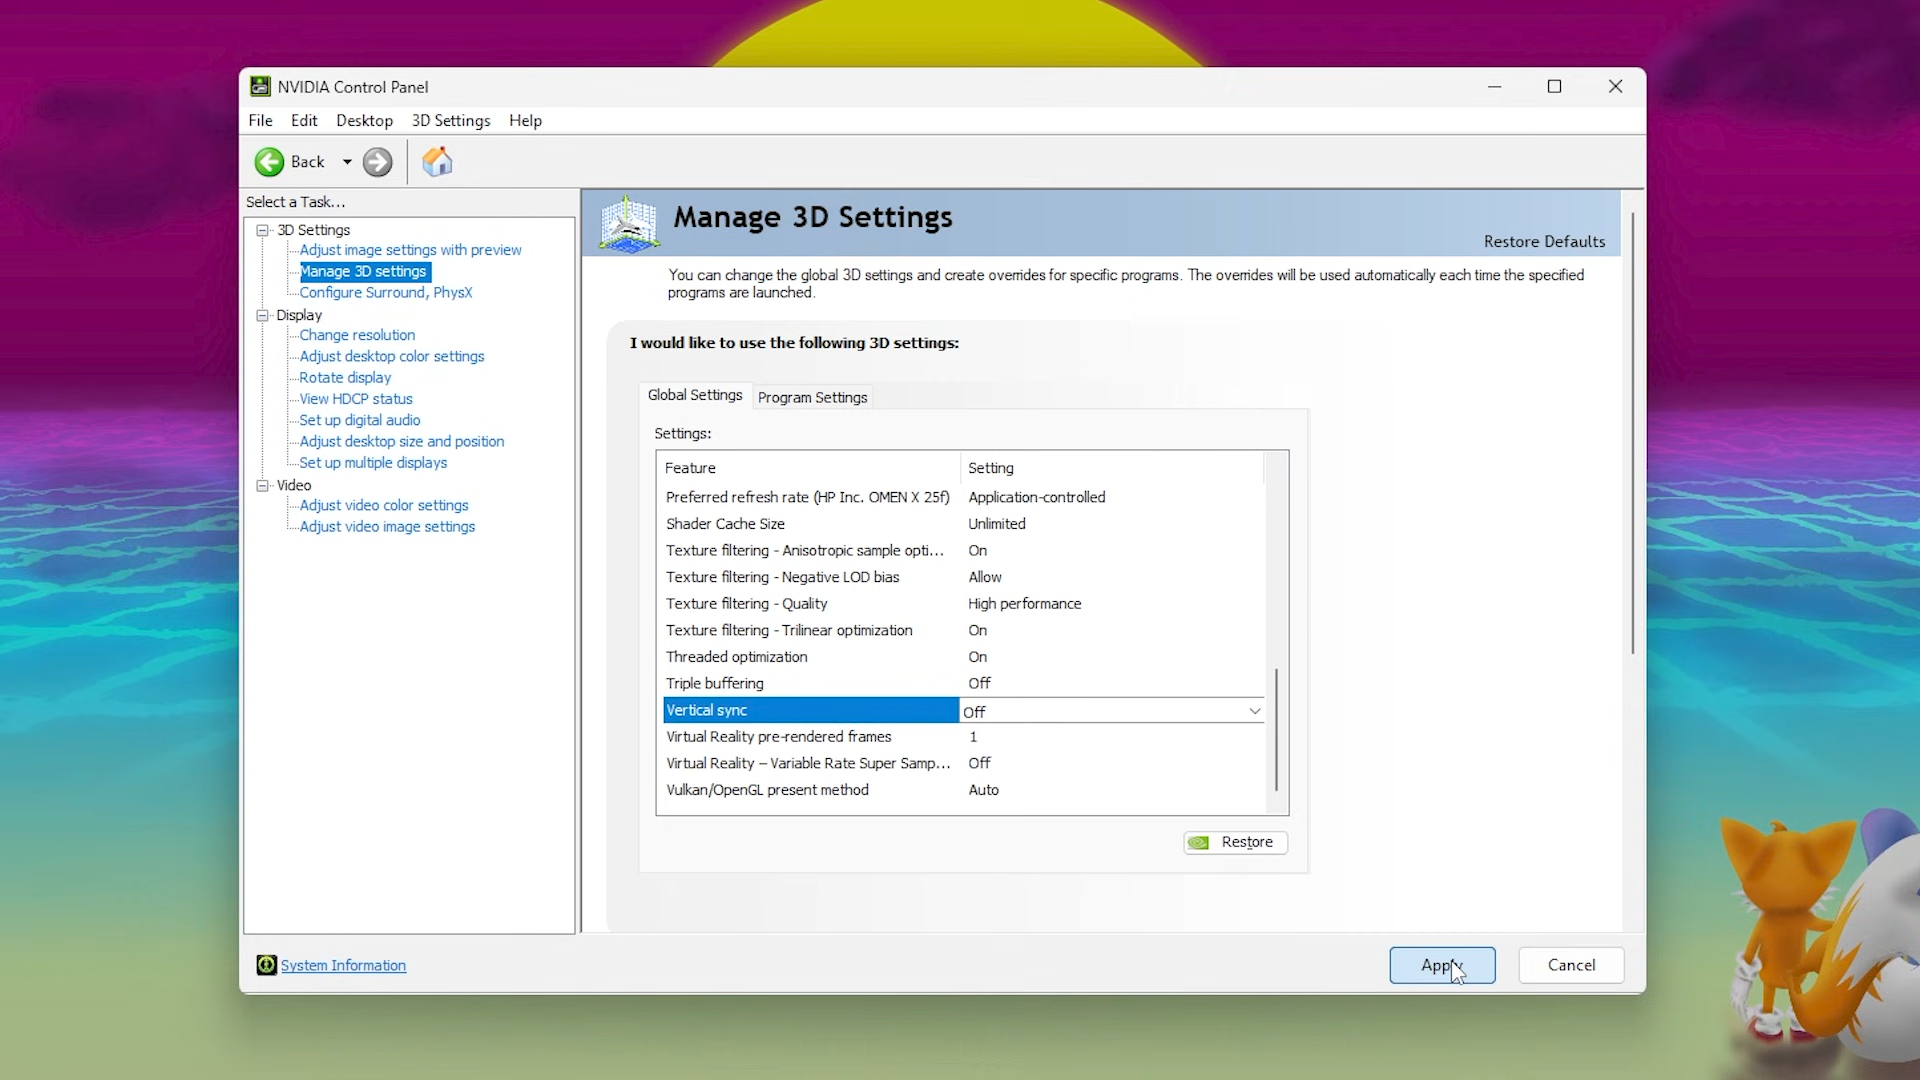 NVIDIA Control Panel
File Edit Desktop 3D Settings Help
Back
Select a Task...
3D Settings
Adjust image settings with preview
Manage 3D settings
Configure Surround, PhysX
Display
Change resolution
Adjust desktop color settings
Rotate display
View HDCP status
Set up digital audio
Adjust desktop size and position
Set up multiple displays
Video
Adjust video color settings
Adjust video image settings
System Information
Manage 3D Settings
Restore Defaults
You can change the global 3D settings and create overrides for specific programs. The overrides will be used automatically each time the specified
programs are launched.
I would like to use the following 3D settings:
Global Settings Program Settings
Settings:
Feature Setting
Preferred refresh rate (HP Inc. OMEN X 25f) Application-controlled
Shader Cache Size Unlimited
Texture filtering - Anisotropic sample opti... On
Texture filtering - Negative LOD bias Allow
Texture filtering - Quality High performance
Texture filtering - Trilinear optimization On
Threaded optimization On
Triple buffering Off
Vertical sync Off
Virtual Reality pre-rendered frames 1
Virtual Reality – Variable Rate Super Samp... Off
Vulkan/OpenGL present method Auto
Restore
Apply Cancel